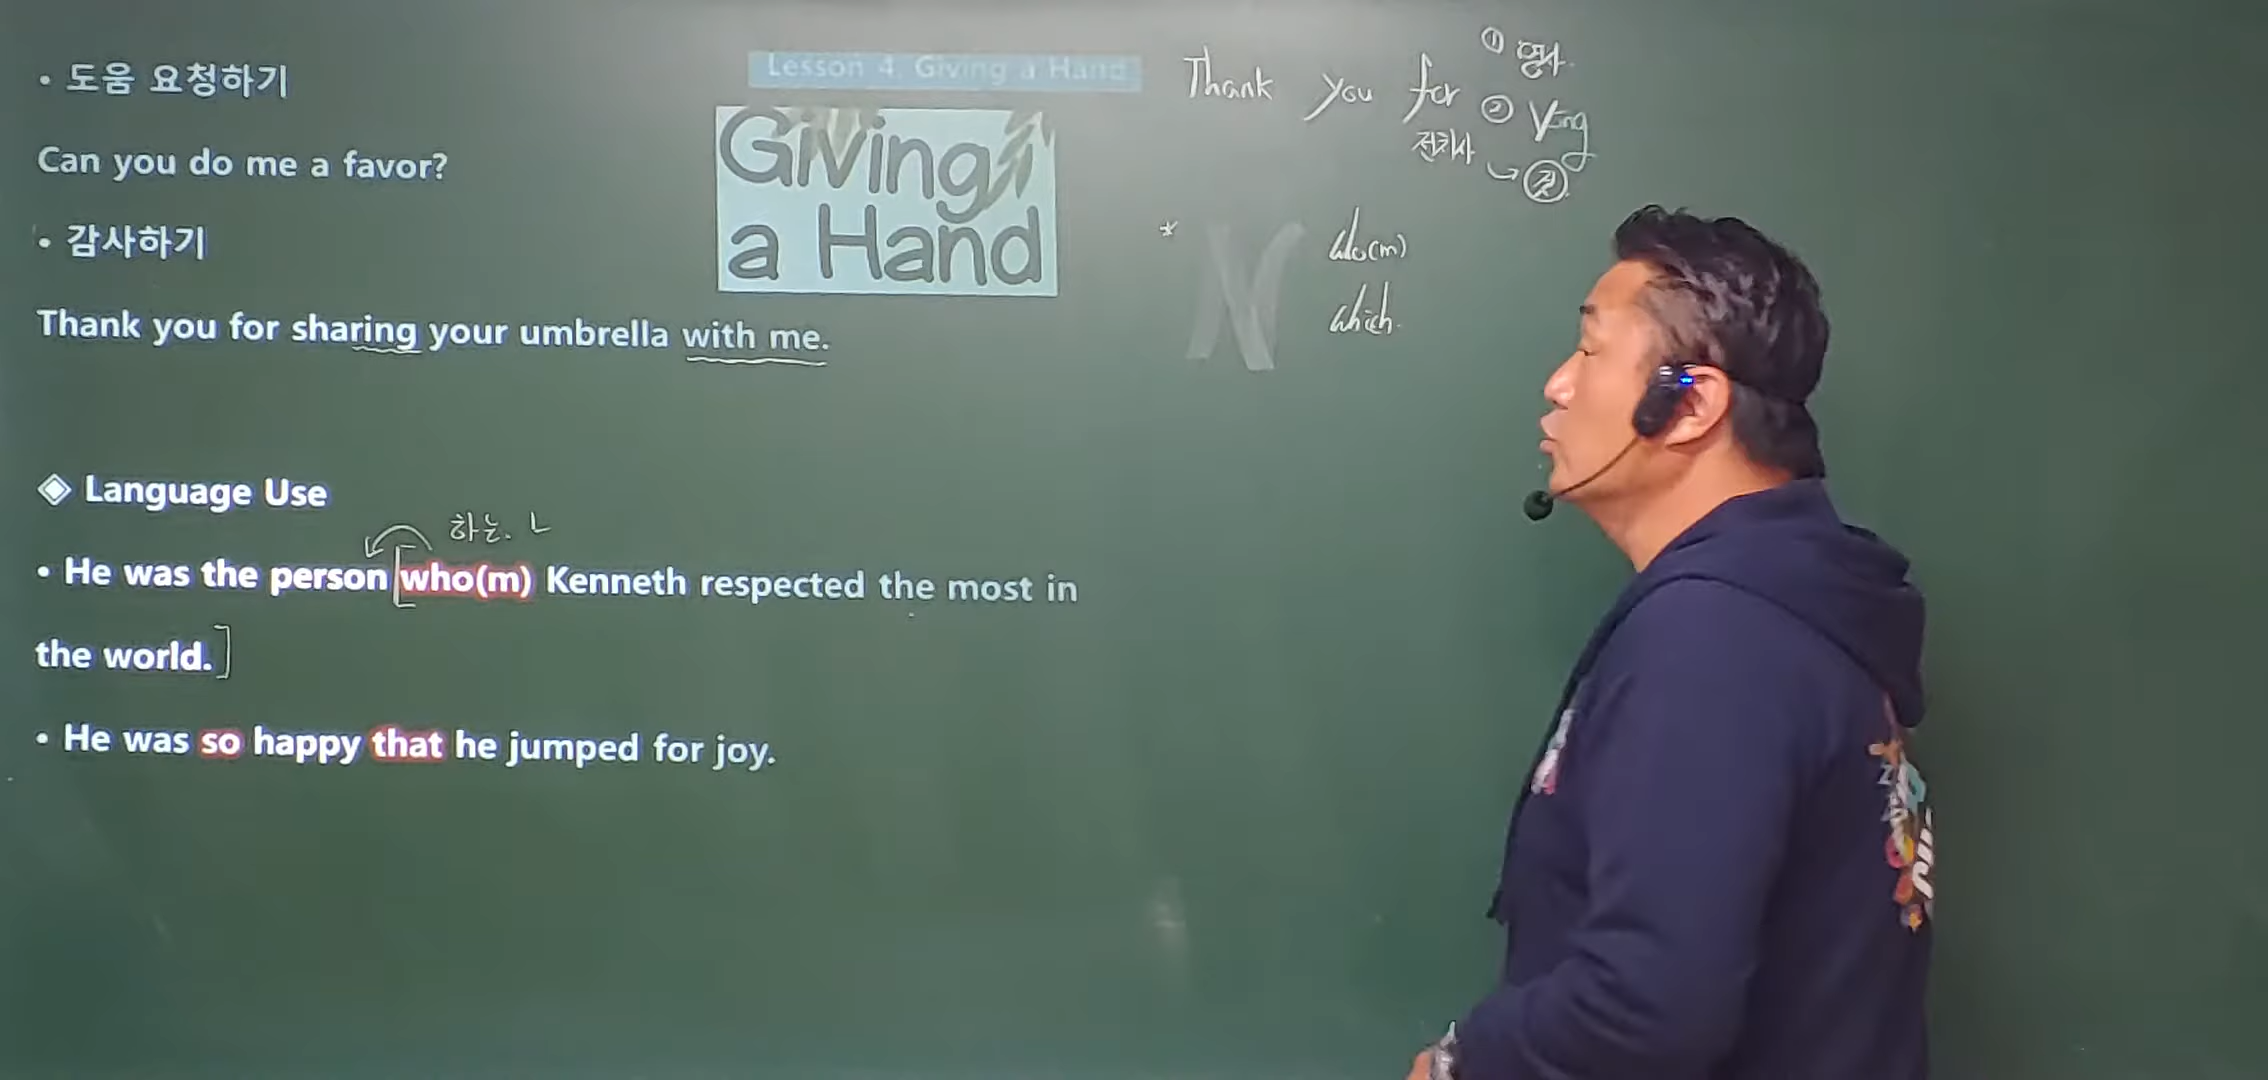 • 도움 요청하기
Can you do me a favor?
• 감사하기
Thank you for sharing your umbrella with me.
Lesson 4. Giving a Hand
Giving
a Hand
Thank you for
① 명사.
② Ving
전치사
* N
who(m)
which.
◈ Language Use
하는. ㄴ
• He was the person [who(m) Kenneth respected the most in
the world.]
• He was so happy that he jumped for joy.